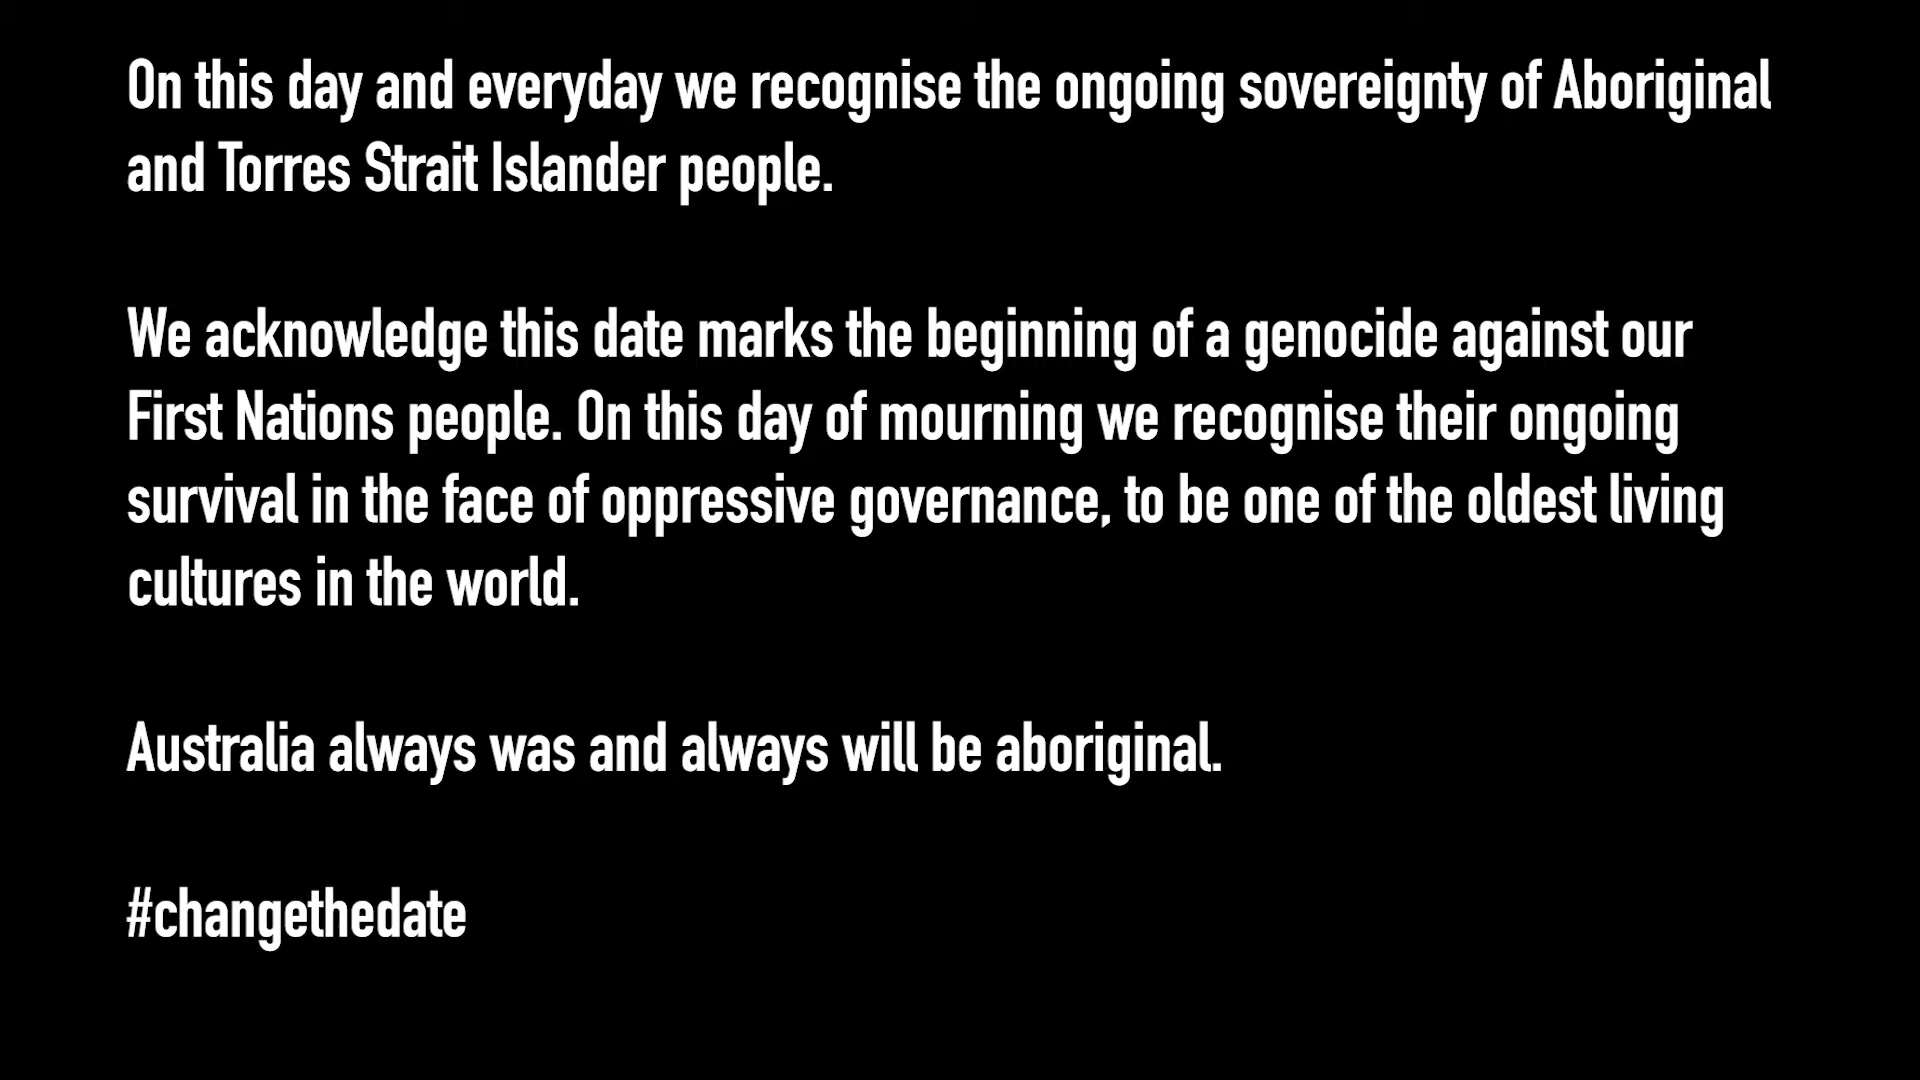 On this day and everyday we recognise the ongoing sovereignty of Aboriginal
and Torres Strait Islander people.
We acknowledge this date marks the beginning of a genocide against our
First Nations people. On this day of mourning we recognise their ongoing
survival in the face of oppressive governance, to be one of the oldest living
cultures in the world.
Australia always was and always will be aboriginal.
#changethedate